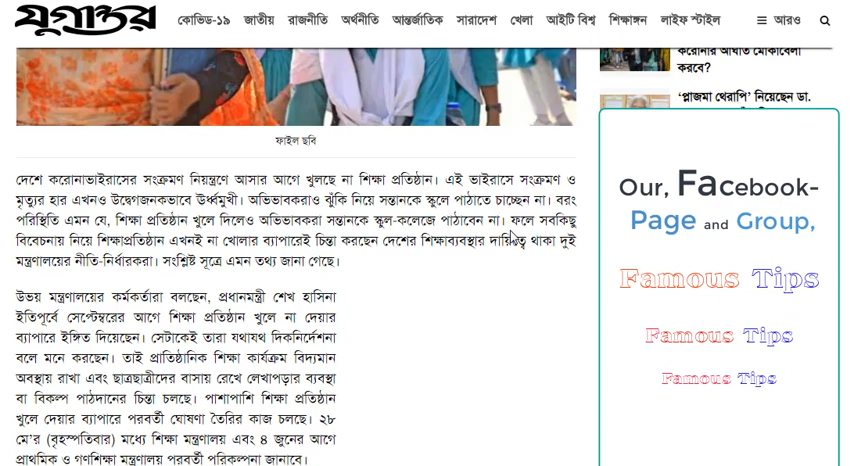 যুগান্তর
কোভিড-১৯ জাতীয় রাজনীতি অর্থনীতি আন্তর্জাতিক সারাদেশ খেলা আইটি বিশ্ব শিক্ষাঙ্গন লাইফ স্টাইল আরও
করোনার আঘাত মোকাবেলা
করবে?
‘প্লাজমা থেরাপি’ নিয়েছেন ডা.
ফাইল ছবি
দেশে করোনাভাইরাসের সংক্রমণ নিয়ন্ত্রণে আসার আগে খুলছে না শিক্ষা প্রতিষ্ঠান। এই ভাইরাসে সংক্রমণ ও
মৃত্যুর হার এখনও উদ্বেগজনকভাবে ঊর্ধ্বমুখী। অভিভাবকরাও ঝুঁকি নিয়ে সন্তানকে স্কুলে পাঠাতে চাচ্ছেন না। বরং
পরিস্থিতি এমন যে, শিক্ষা প্রতিষ্ঠান খুলে দিলেও অভিভাবকরা সন্তানকে স্কুল-কলেজে পাঠাবেন না। ফলে সবকিছু
বিবেচনায় নিয়ে শিক্ষাপ্রতিষ্ঠান এখনই না খোলার ব্যাপারেই চিন্তা করছেন দেশের শিক্ষাব্যবস্থার দায়িত্বে থাকা দুই
মন্ত্রণালয়ের নীতি-নির্ধারকরা। সংশ্লিষ্ট সূত্রে এমন তথ্য জানা গেছে।
উভয় মন্ত্রণালয়ের কর্মকর্তারা বলছেন, প্রধানমন্ত্রী শেখ হাসিনা
ইতিপূর্বে সেপ্টেম্বরের আগে শিক্ষা প্রতিষ্ঠান খুলে না দেয়ার
ব্যাপারে ইঙ্গিত দিয়েছেন। সেটাকেই তারা যথাযথ দিকনির্দেশনা
বলে মনে করছেন। তাই প্রাতিষ্ঠানিক শিক্ষা কার্যক্রম বিদ্যমান
অবস্থায় রাখা এবং ছাত্রছাত্রীদের বাসায় রেখে লেখাপড়ার ব্যবস্থা
বা বিকল্প পাঠদানের চিন্তা চলছে। পাশাপাশি শিক্ষা প্রতিষ্ঠান
খুলে দেয়ার ব্যাপারে পরবর্তী ঘোষণা তৈরির কাজ চলছে। ২৮
মে’র (বৃহস্পতিবার) মধ্যে শিক্ষা মন্ত্রণালয় এবং ৪ জুনের আগে
প্রাথমিক ও গণশিক্ষা মন্ত্রণালয় পরবর্তী পরিকল্পনা জানাবে।
Our, Facebook-
Page and Group,
Famous Tips
Famous Tips
Famous Tips